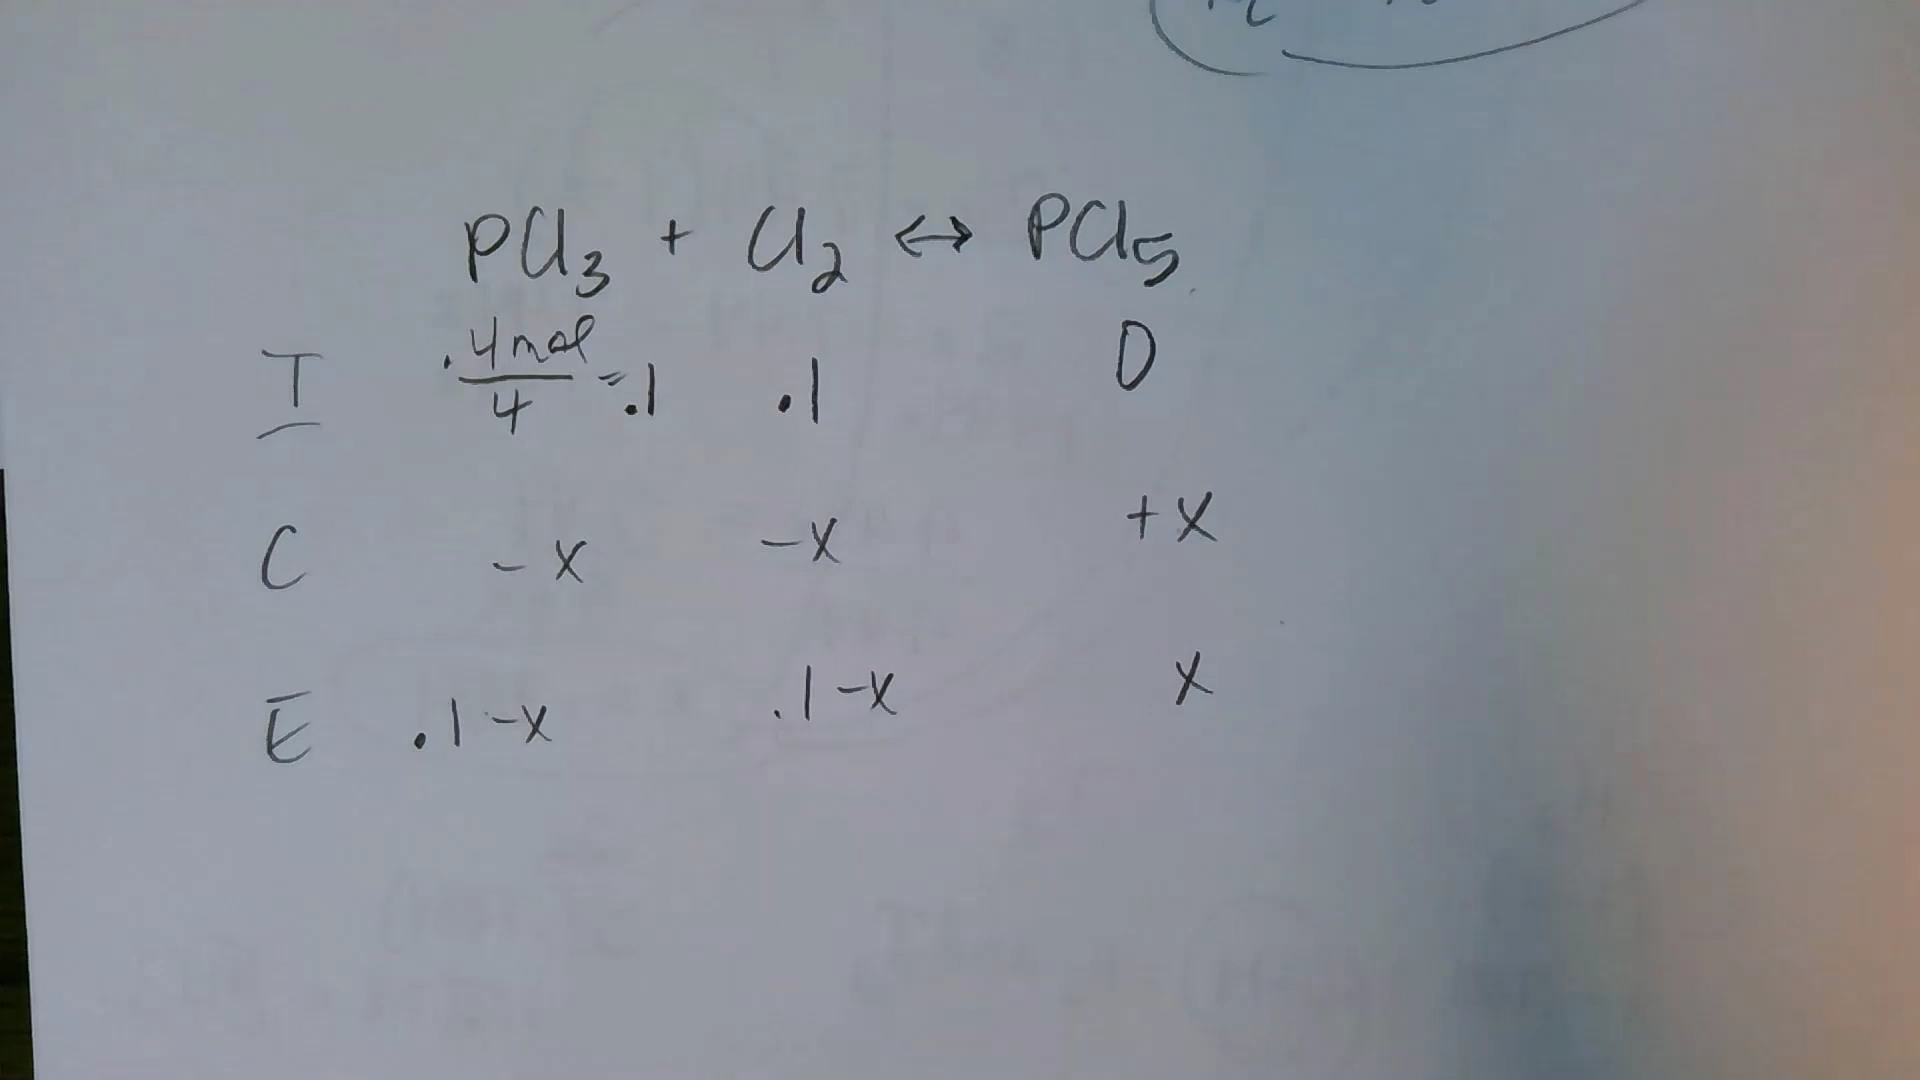 PCl₃ + Cl₂ ↔ PCl₅
I .4mol/4 = .1 .1 0
C -x -x +x
E .1-x .1-x x